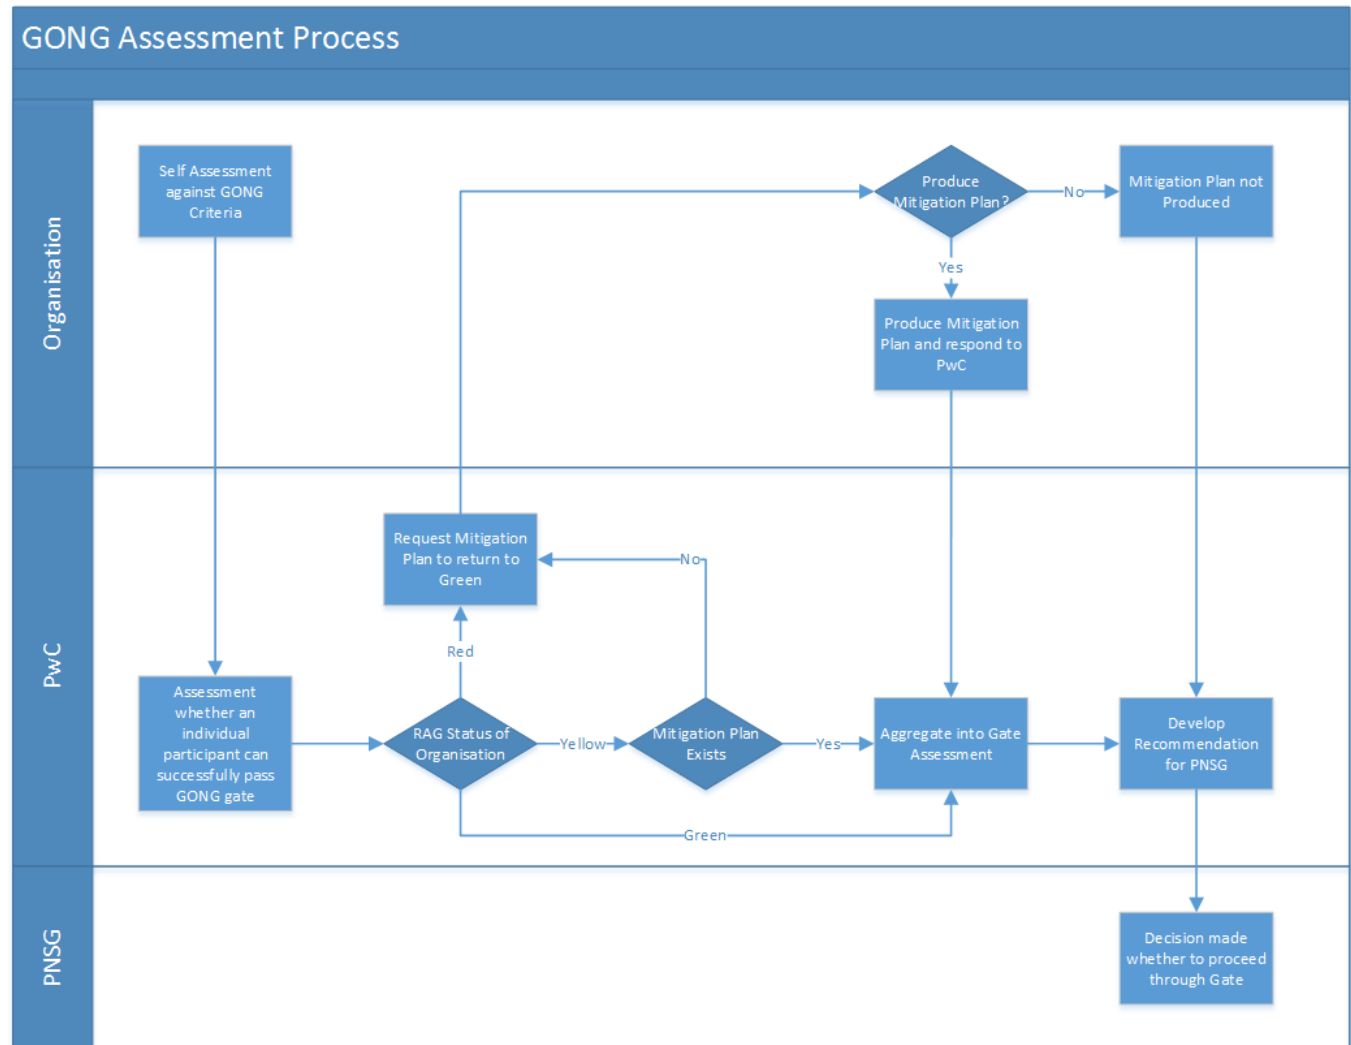 GONG Assessment Process
Organisation
Self Assessment
against GONG
Criteria
Produce
Mitigation Plan?
No
Mitigation Plan not
Produced
Yes
Produce Mitigation
Plan and respond to
PwC
PwC
Request Mitigation
Plan to return to
Green
No
Red
Assessment
whether an
individual
participant can
successfully pass
GONG gate
RAG Status of
Organisation
Yellow
Mitigation Plan
Exists
Yes
Aggregate into Gate
Assessment
Develop
Recommendation
for PNSG
Green
PNSG
Decision made
whether to proceed
through Gate